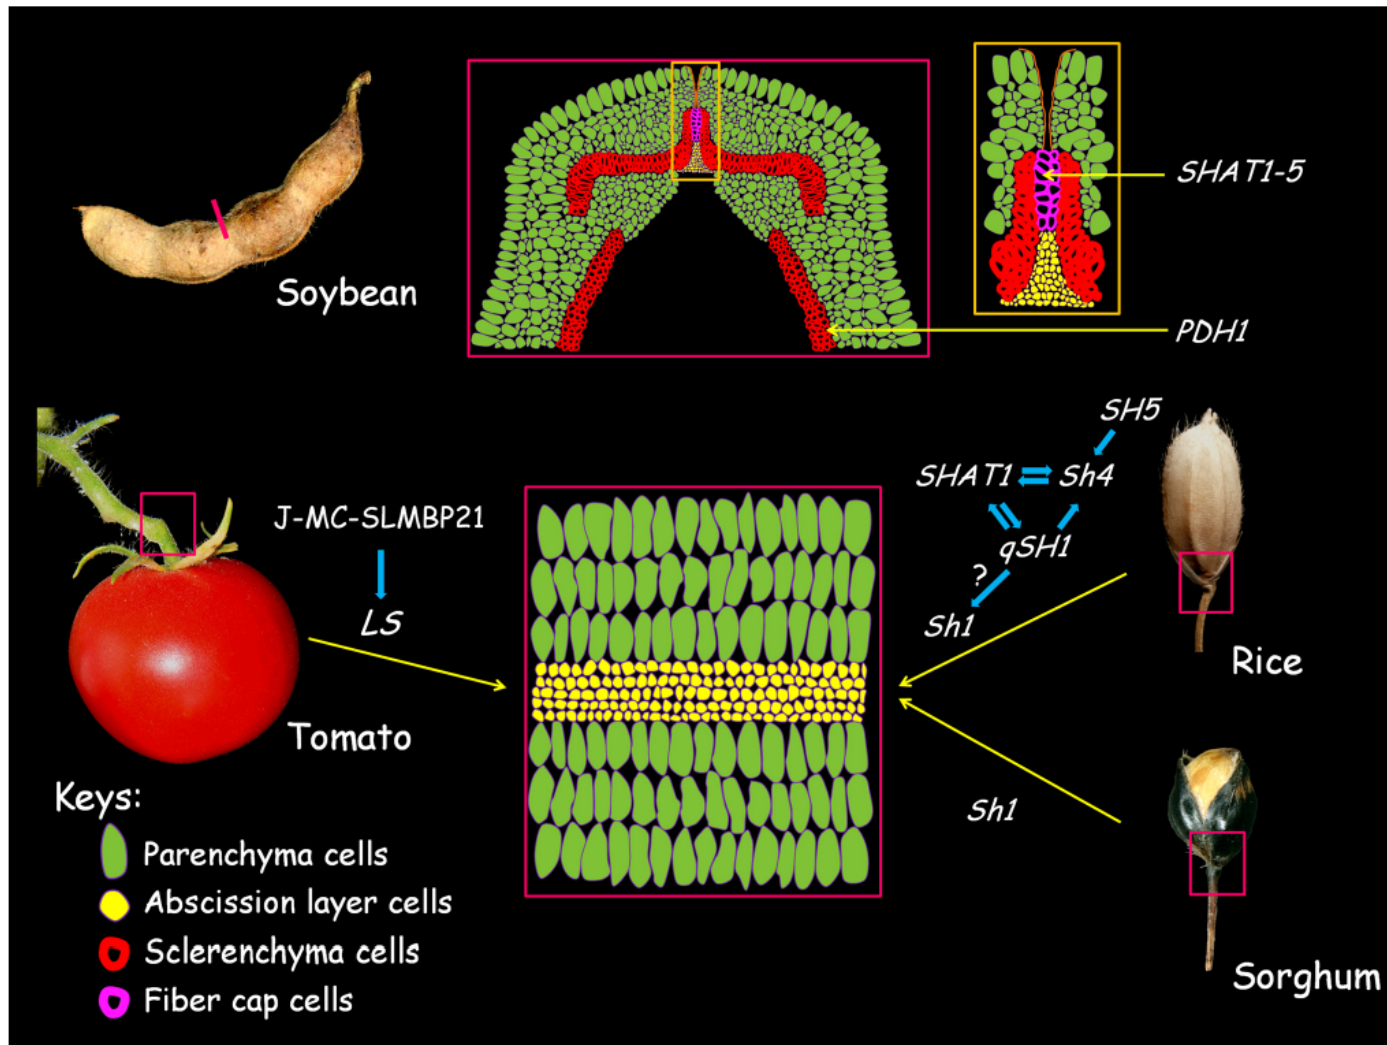 Soybean
SHAT1-5
PDH1
J-MC-SLMBP21
LS
Tomato
SH5
SHAT1
Sh4
qSH1
?
Sh1
Rice
Sh1
Sorghum
Keys:
Parenchyma cells
Abscission layer cells
Sclerenchyma cells
Fiber cap cells